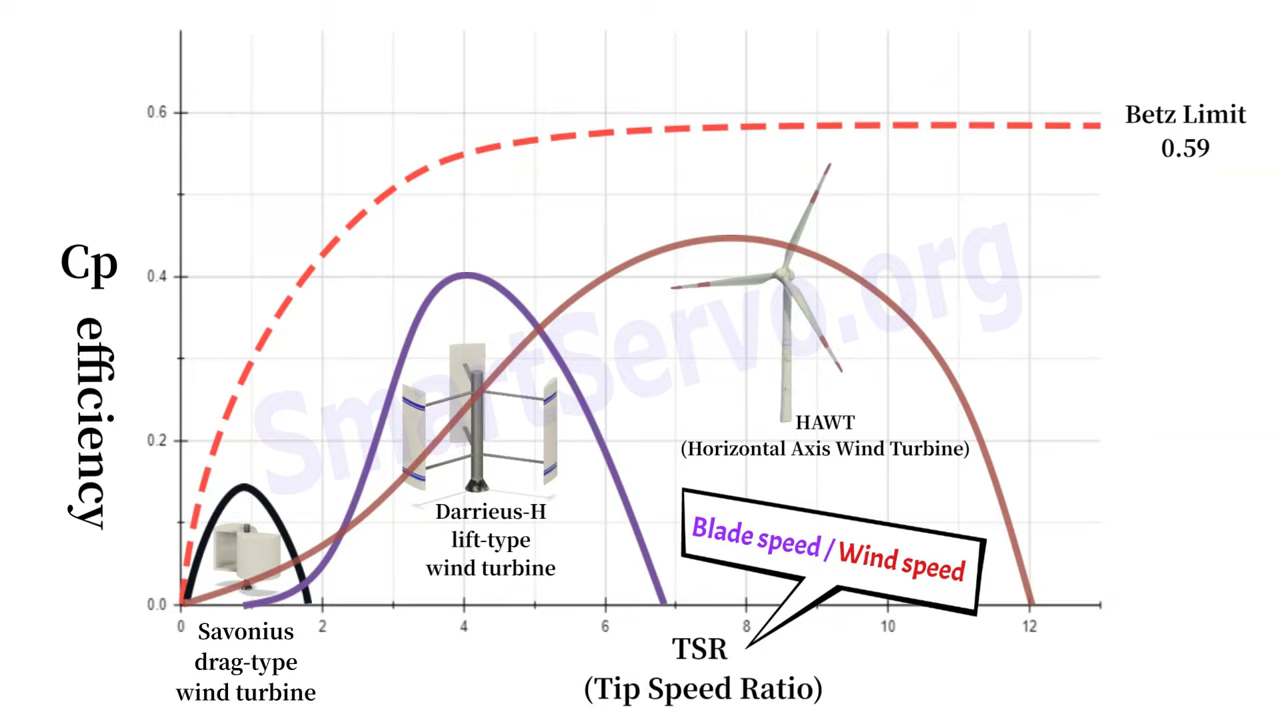 Betz Limit
0.59
Cp
efficiency
0.6
0.4
0.2
0.0
0
2
4
6
8
10
12
SmartServo.org
HAWT
(Horizontal Axis Wind Turbine)
Darrieus-H
lift-type
wind turbine
Blade speed / Wind speed
Savonius
drag-type
wind turbine
TSR
(Tip Speed Ratio)